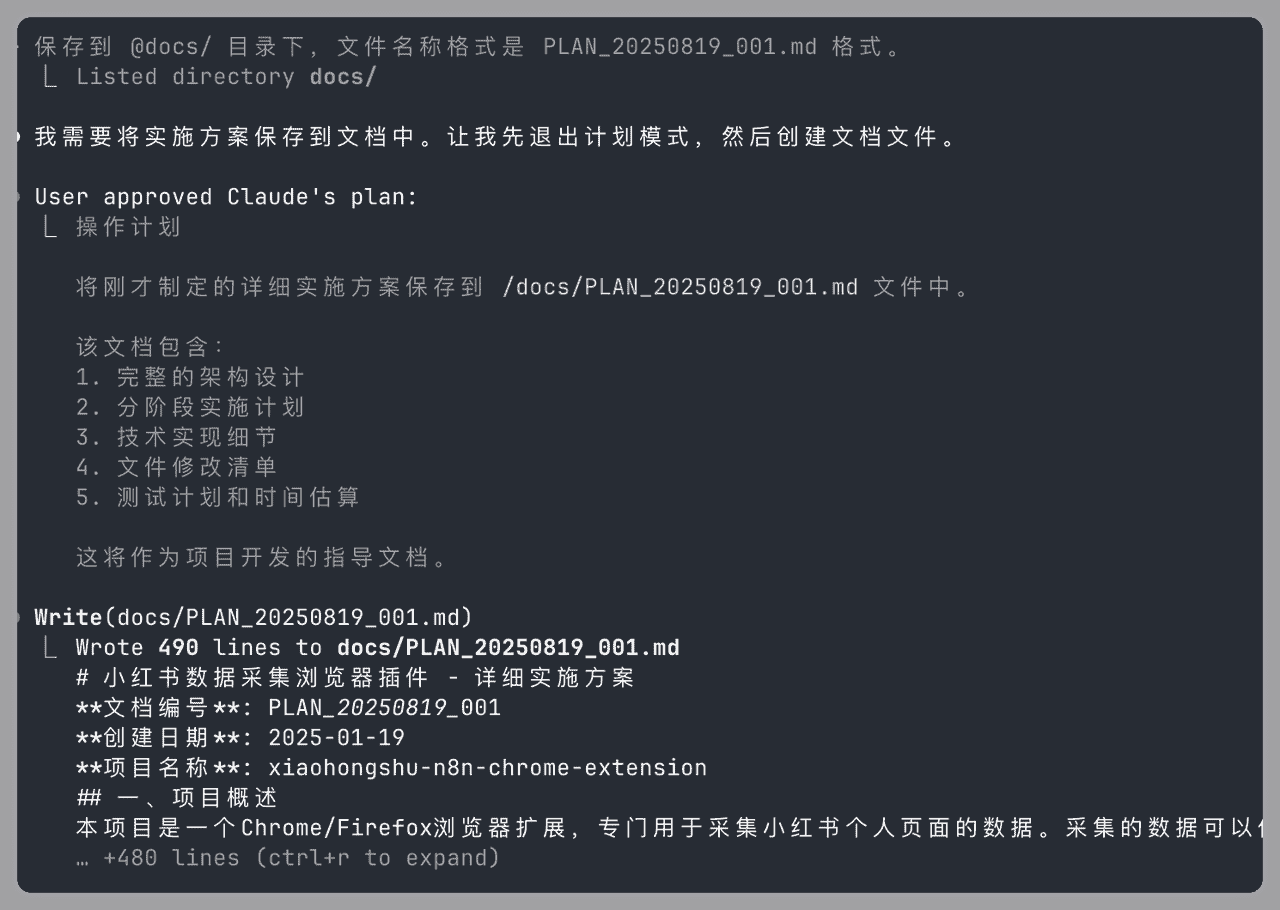 保存到 @docs/ 目录下，文件名称格式是 PLAN_20250819_001.md 格式。
⎿ Listed directory docs/
我需要将实施方案保存到文档中。让我先退出计划模式，然后创建文档文件。
User approved Claude's plan:
⎿ 操作计划
将刚才制定的详细实施方案保存到 /docs/PLAN_20250819_001.md 文件中。
该文档包含：
1. 完整的架构设计
2. 分阶段实施计划
3. 技术实现细节
4. 文件修改清单
5. 测试计划和时间估算
这将作为项目开发的指导文档。
Write(docs/PLAN_20250819_001.md)
⎿ Wrote 490 lines to docs/PLAN_20250819_001.md
# 小红书数据采集浏览器插件 - 详细实施方案
**文档编号**: PLAN_20250819_001
**创建日期**: 2025-01-19
**项目名称**: xiaohongshu-n8n-chrome-extension
## 一、项目概述
本项目是一个Chrome/Firefox浏览器扩展，专门用于采集小红书个人页面的数据。采集的数据可以
… +480 lines (ctrl+r to expand)